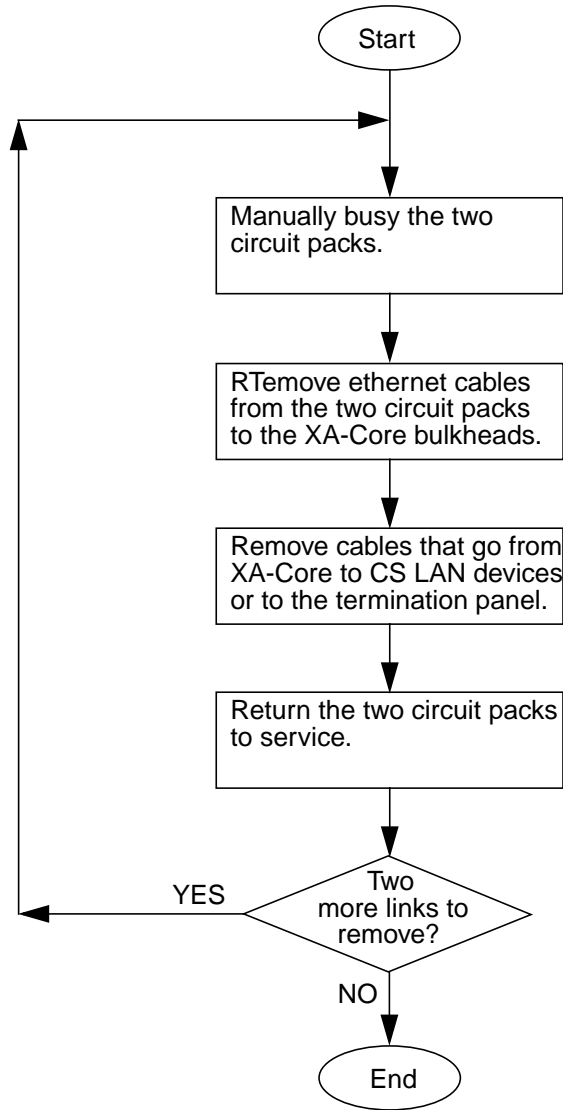 Start
Manually busy the two
circuit packs.
RTemove ethernet cables
from the two circuit packs
to the XA-Core bulkheads.
Remove cables that go from
XA-Core to CS LAN devices
or to the termination panel.
Return the two circuit packs
to service.
Two
more links to
remove?
YES
NO
End